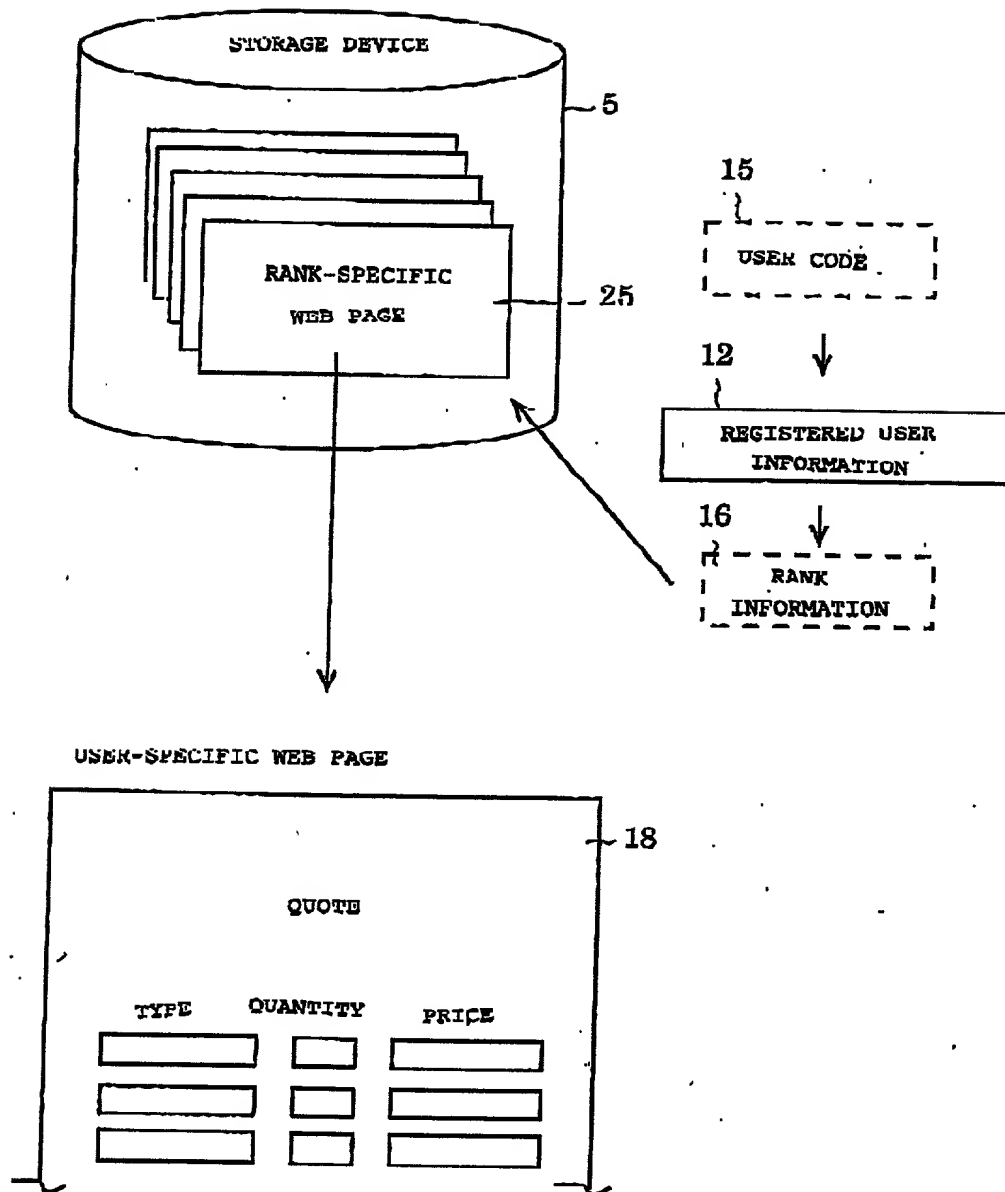 STORAGE DEVICE
5
RANK-SPECIFIC
WEB PAGE
25
15
USER CODE
12
REGISTERED USER
INFORMATION
16
RANK
INFORMATION
USER-SPECIFIC WEB PAGE
18
QUOTE
TYPE QUANTITY PRICE